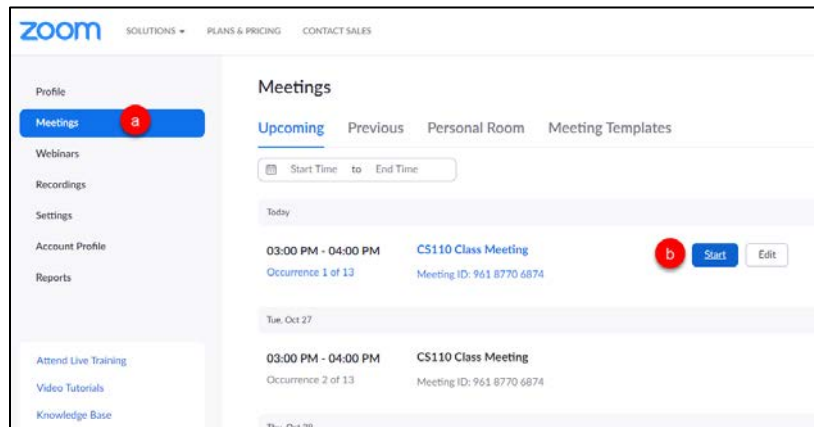 zoom SOLUTIONS PLANS & PRICING CONTACT SALES
Profile
Meetings a
Webinars
Recordings
Settings
Account Profile
Reports
Attend Live Training
Video Tutorials
Knowledge Base
Meetings
Upcoming Previous Personal Room Meeting Templates
Start Time to End Time
Today
03:00 PM - 04:00 PM CS110 Class Meeting b Start Edit
Occurrence 1 of 13 Meeting ID: 961 8770 6874
Tue, Oct 27
03:00 PM - 04:00 PM CS110 Class Meeting
Occurrence 2 of 13 Meeting ID: 961 8770 6874